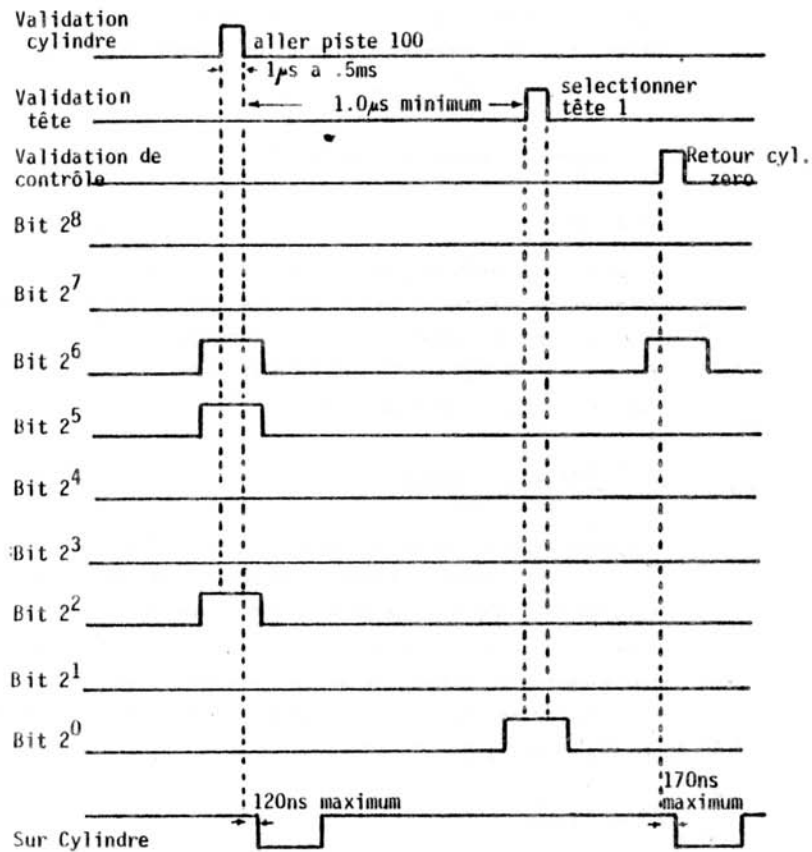 Validation
cylindre
aller piste 100
1µs a .5ms
Validation
tête
1.0µs minimum
selectionner
tête 1
Validation de
contrôle
Retour cyl.
zero
Bit 2⁸
Bit 2⁷
Bit 2⁶
Bit 2⁵
Bit 2⁴
Bit 2³
Bit 2²
Bit 2¹
Bit 2⁰
120ns maximum
170ns
maximum
Sur Cylindre